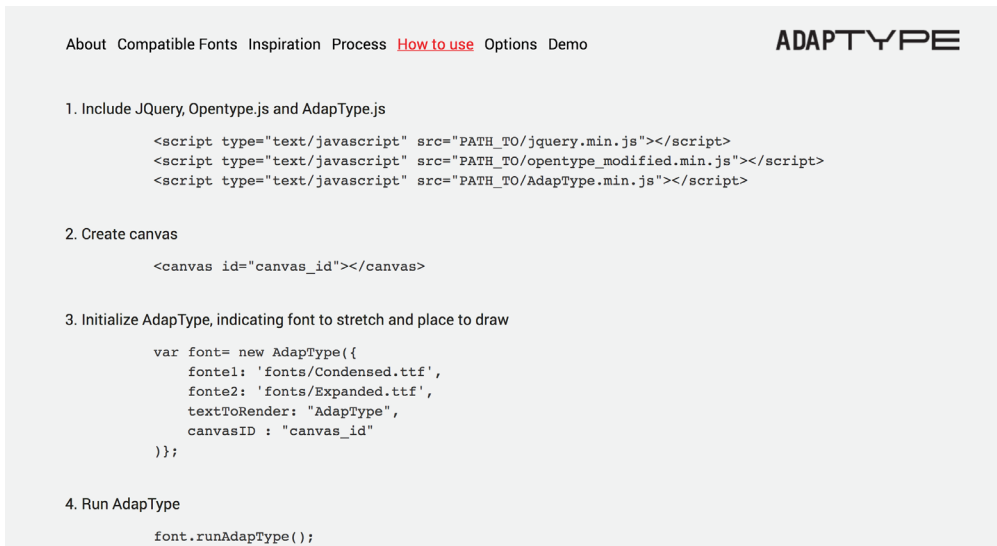 About Compatible Fonts Inspiration Process How to use Options Demo
ADAPTYPE
1. Include JQuery, Opentype.js and AdapType.js
<script type="text/javascript" src="PATH_TO/jquery.min.js"></script>
<script type="text/javascript" src="PATH_TO/opentype_modified.min.js"></script>
<script type="text/javascript" src="PATH_TO/AdapType.min.js"></script>
2. Create canvas
<canvas id="canvas_id"></canvas>
3. Initialize AdapType, indicating font to stretch and place to draw
var font= new AdapType({
fonte1: 'fonts/Condensed.ttf',
fonte2: 'fonts/Expanded.ttf',
textToRender: "AdapType",
canvasID : "canvas_id"
)};
4. Run AdapType
font.runAdapType();